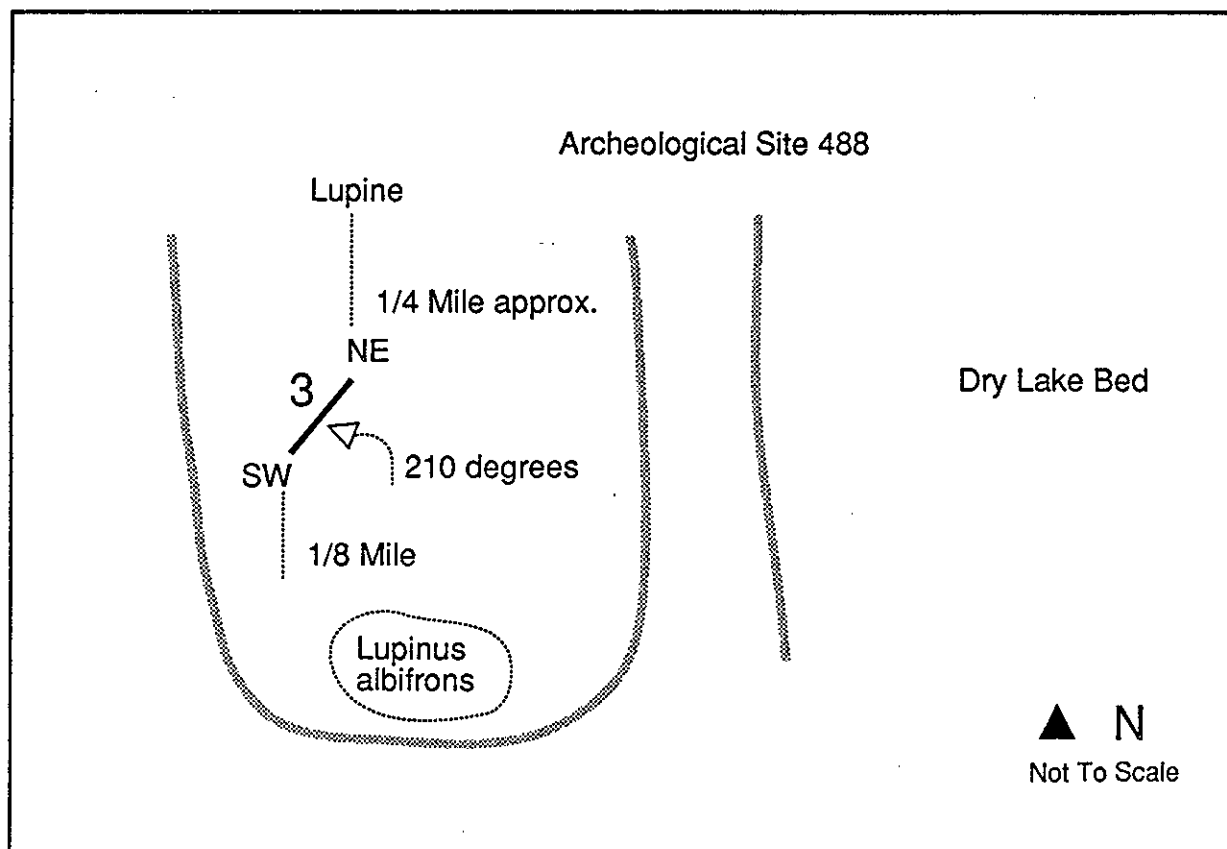 Archeological Site 488
Lupine
1/4 Mile approx.
NE
3
Dry Lake Bed
SW
210 degrees
1/8 Mile
Lupinus
albifrons
N
Not To Scale